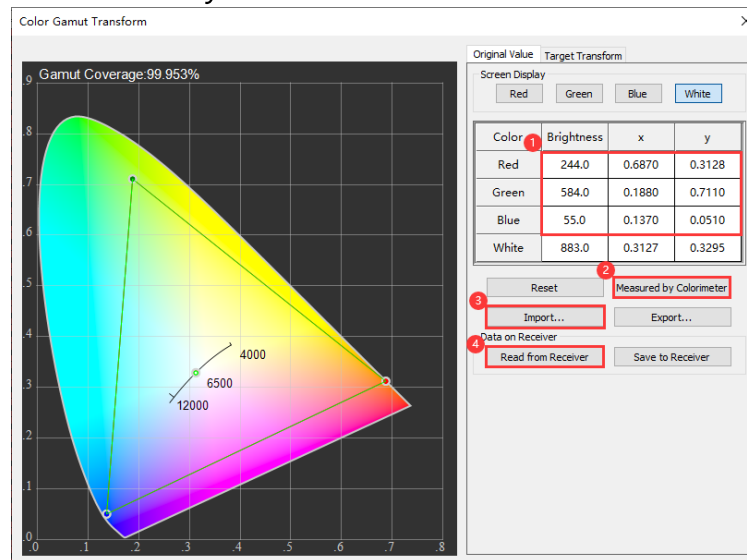 Color Gamut Transform
Gamut Coverage:99.953%
.9
.8
.7
.6
.5
.4
.3
.2
.1
.0
.0 .1 .2 .3 .4 .5 .6 .7 .8
4000
6500
12000
Original Value Target Transform
Screen Display
Red Green Blue White
Color Brightness x y
1
Red 244.0 0.6870 0.3128
Green 584.0 0.1880 0.7110
Blue 55.0 0.1370 0.0510
White 883.0 0.3127 0.3295
2
Reset Measured by Colorimeter
3
Import... Export...
4
Data on Receiver
Read from Receiver Save to Receiver